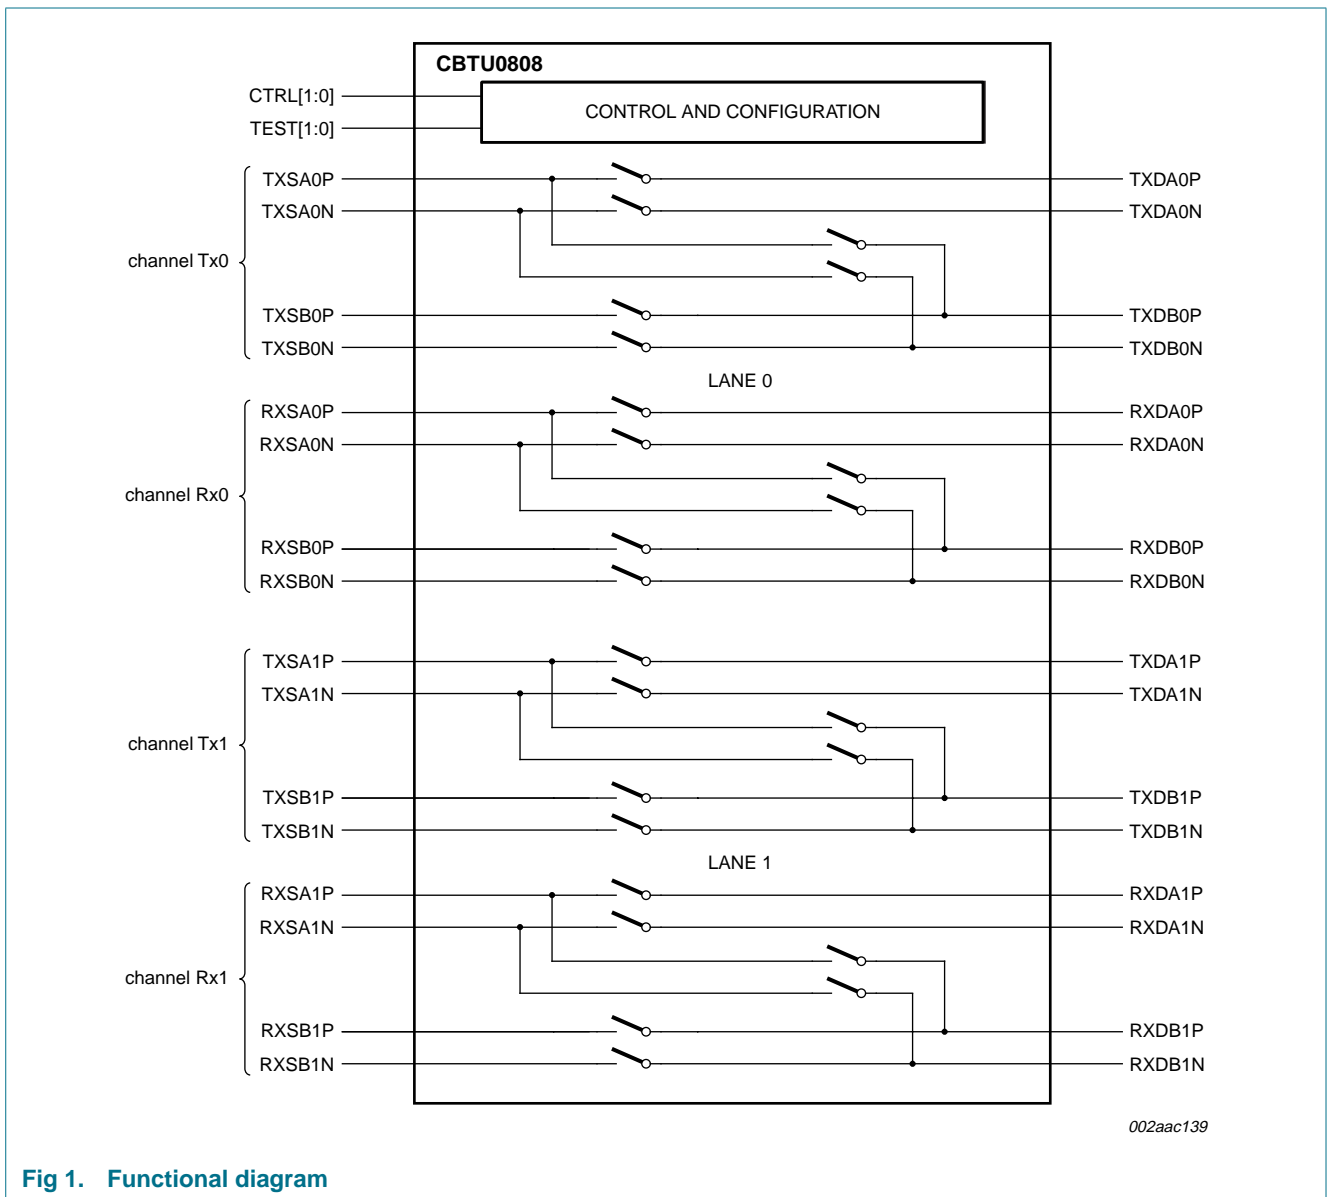 CBTU0808
CTRL[1:0]
TEST[1:0]
CONTROL AND CONFIGURATION
TXSA0P
TXDA0P
TXSA0N
TXDA0N
channel Tx0
TXSB0P
TXDB0P
TXSB0N
TXDB0N
LANE 0
RXSA0P
RXDA0P
RXSA0N
RXDA0N
channel Rx0
RXSB0P
RXDB0P
RXSB0N
RXDB0N
TXSA1P
TXDA1P
TXSA1N
TXDA1N
channel Tx1
TXSB1P
TXDB1P
TXSB1N
TXDB1N
LANE 1
RXSA1P
RXDA1P
RXSA1N
RXDA1N
channel Rx1
RXSB1P
RXDB1P
RXSB1N
RXDB1N
002aac139
Fig 1. Functional diagram